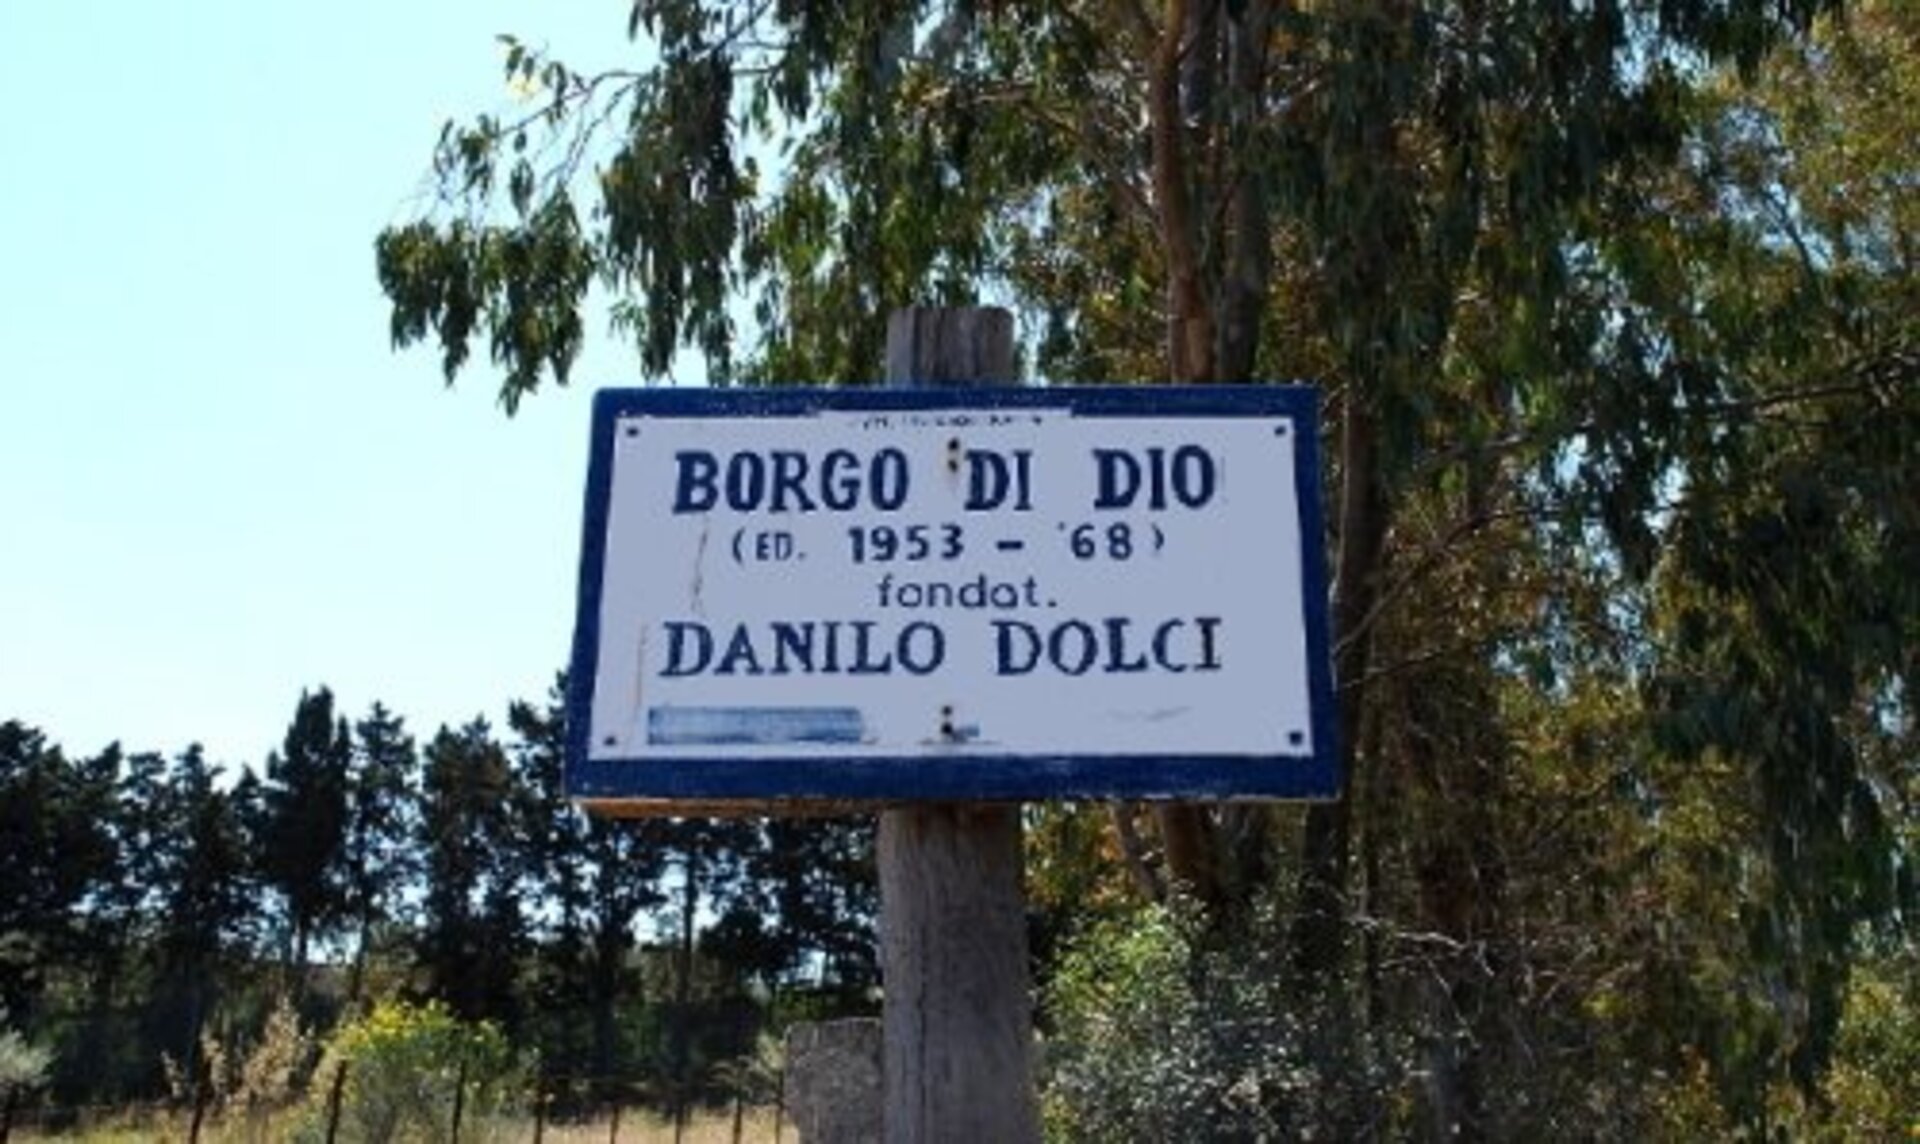 BORGO DI DIO
(ED. 1953 - '68)
fondat.
DANILO DOLCI